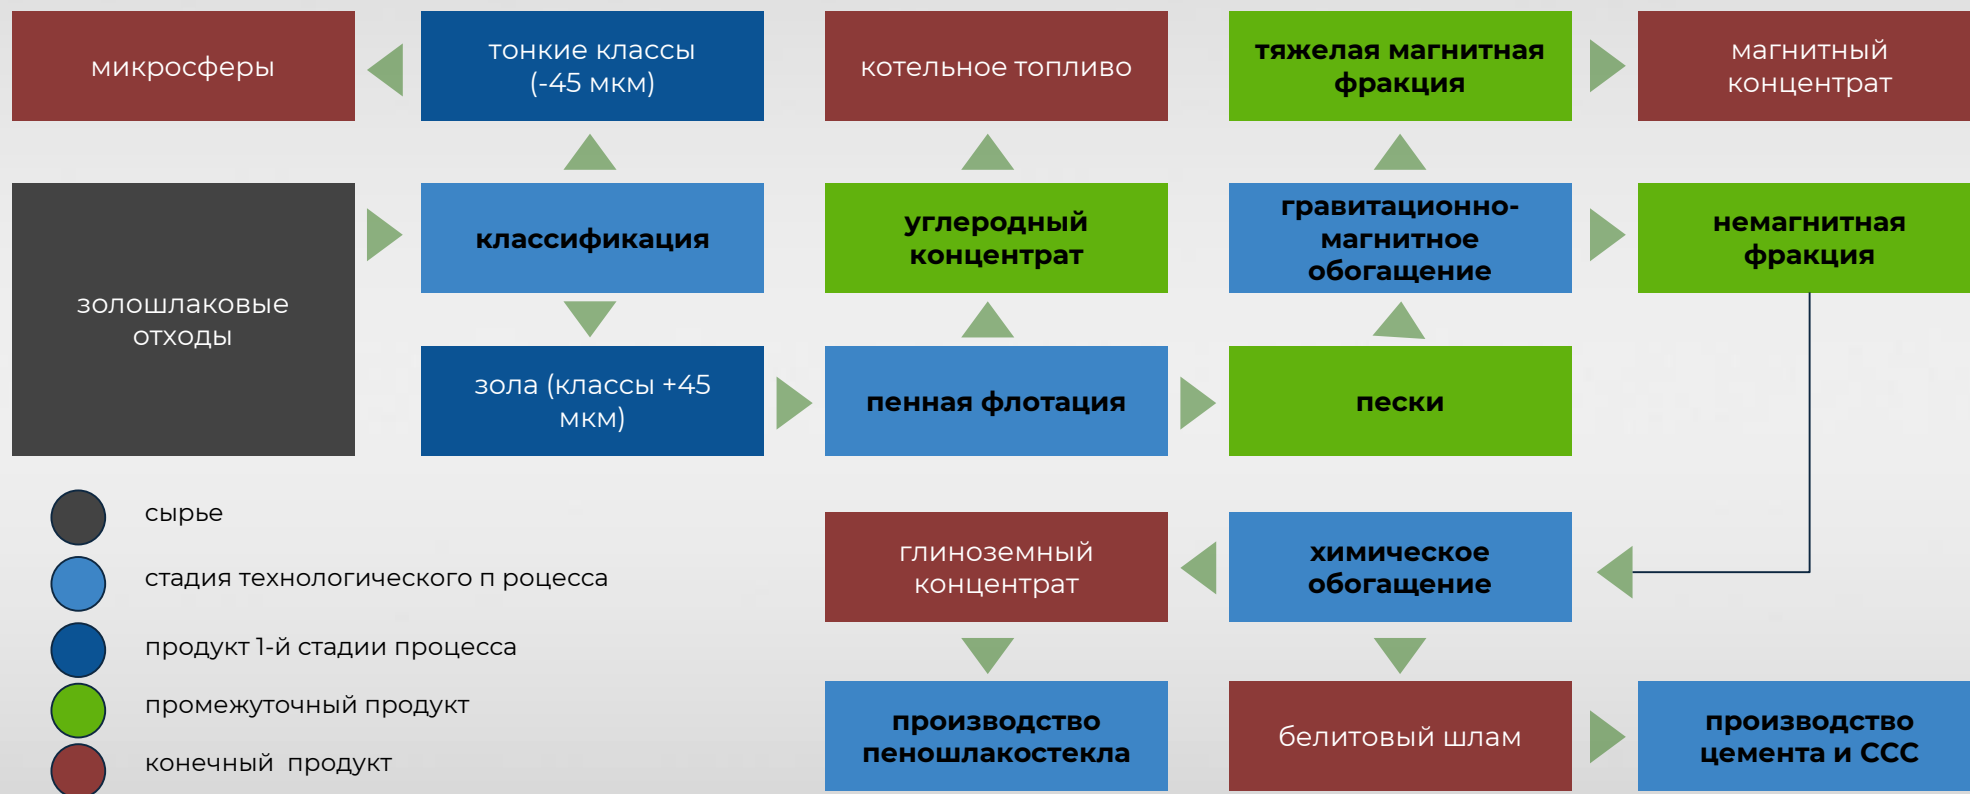 микросферы
тонкие классы
(-45 мкм)
котельное топливо
тяжелая магнитная
фракция
магнитный
концентрат
золошлаковые
отходы
классификация
углеродный
концентрат
гравитационно-
магнитное
обогащение
немагнитная
фракция
зола (классы +45
мкм)
пенная флотация
пески
сырье
стадия технологического п роцесса
продукт 1-й стадии процесса
промежуточный продукт
конечный продукт
глиноземный
концентрат
химическое
обогащение
производство
пеношлакостекла
белитовый шлам
производство
цемента и ССС